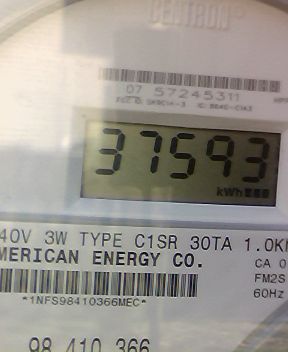 CENTRON®
07 57245311
37593
kWh
40V 3W TYPE C1SR 30TA 1.0K
MERICAN ENERGY CO.
CA 0
FM2S
60Hz
*1NFS98410366MEC*
98 410 366